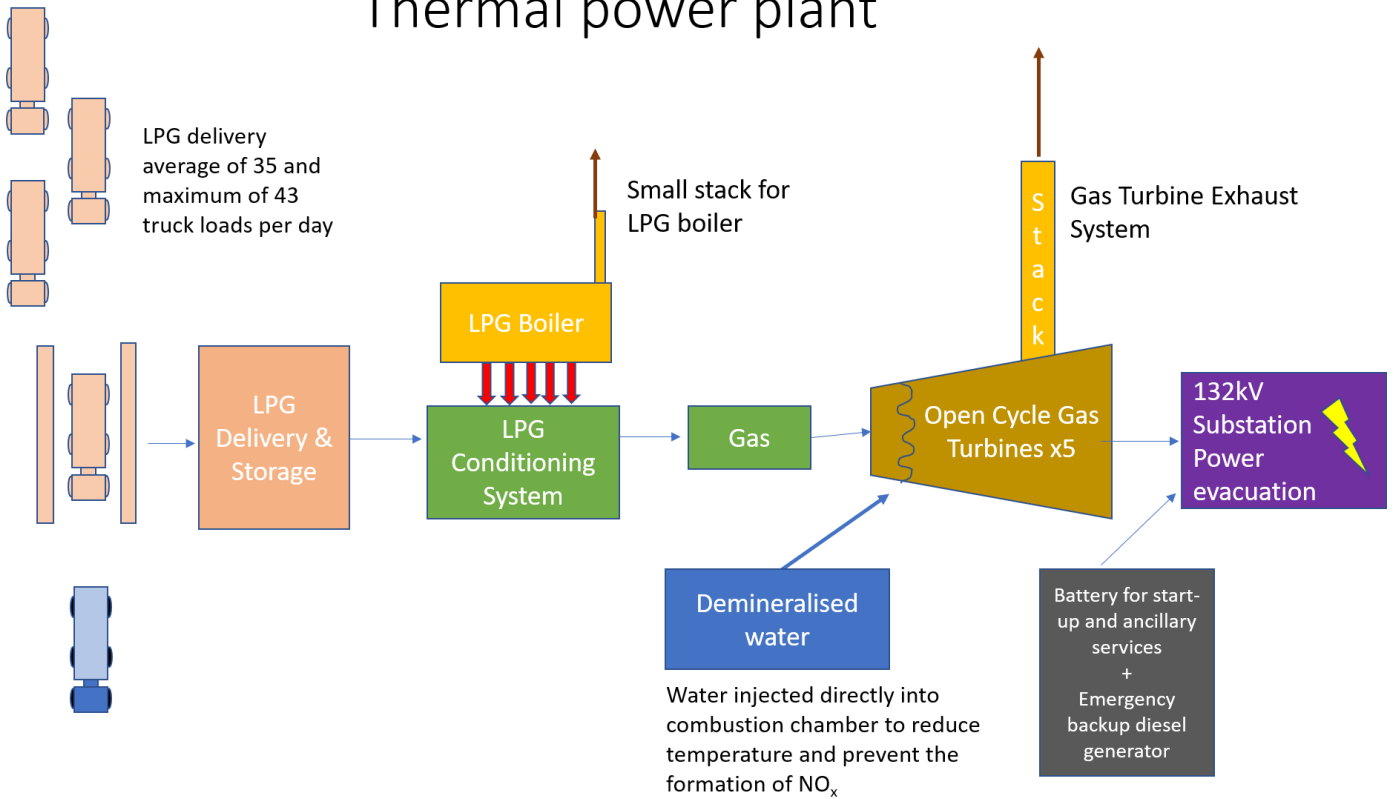 Thermal power plant
LPG delivery
average of 35 and
maximum of 43
truck loads per day
Small stack for
LPG boiler
Stack
Gas Turbine Exhaust
System
LPG Boiler
LPG
Delivery &
Storage
LPG
Conditioning
System
Gas
Open Cycle Gas
Turbines x5
132kV
Substation
Power
evacuation
Demineralised
water
Water injected directly into
combustion chamber to reduce
temperature and prevent the
formation of NOx
Battery for start-
up and ancillary
services
+
Emergency
backup diesel
generator